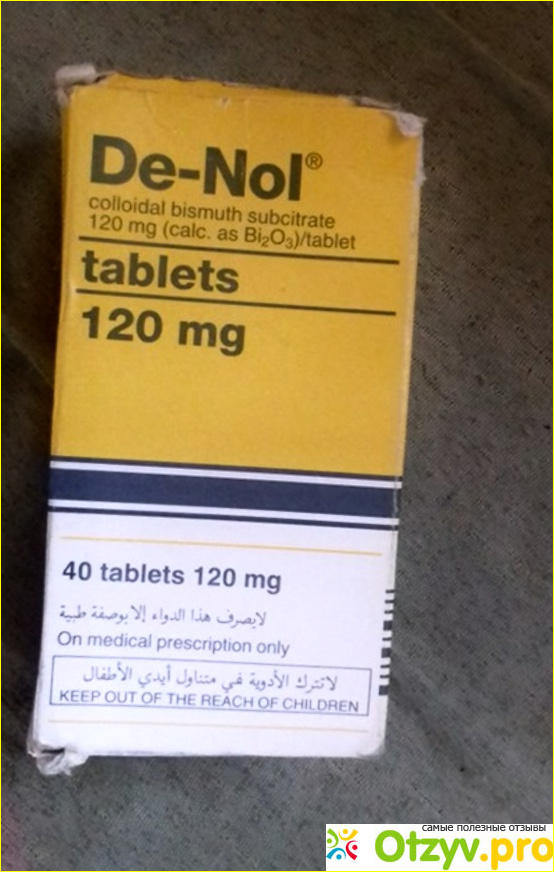 De-Nol®
colloidal bismuth subcitrate
120 mg (calc. as Bi₂O₃)/tablet
tablets
120 mg
40 tablets 120 mg
لايصرف هذا الدواء إلا بوصفة طبية
On medical prescription only
لاتترك الأدوية في متناول أيدي الأطفال
KEEP OUT OF THE REACH OF CHILDREN
самые полезные отзывы
Otzyv.pro